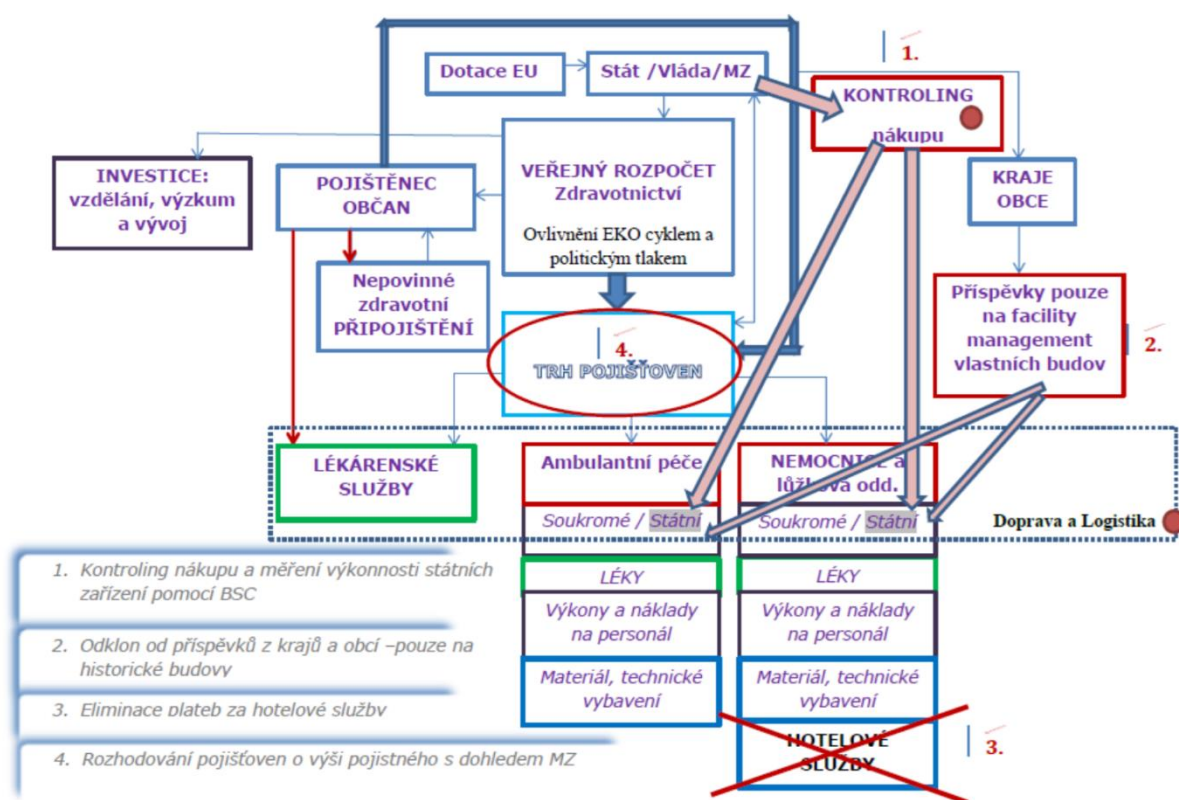 1.
Dotace EU
Stát /Vláda/MZ
KONTROLING
nákupu
INVESTICE:
vzdělání, výzkum
a vývoj
POJIŠTĚNEC
OBČAN
VEŘEJNÝ ROZPOČET
Zdravotnictví
Ovlivnění EKO cyklem a
politickým tlakem
KRAJE
OBCE
Nepovinné
zdravotní
PŘIPOJIŠTĚNÍ
Příspěvky pouze
na facility
management
vlastních budov
2.
4.
TRH POJIŠŤOVEN
LÉKÁRENSKÉ
SLUŽBY
Ambulantní péče
NEMOCNICE a
lůžková odd.
Soukromé / Státní
Soukromé / Státní
Doprava a Logistika
LÉKY
LÉKY
Výkony a náklady
na personál
Výkony a náklady
na personál
Materiál, technické
vybavení
Materiál, technické
vybavení
HOTELOVÉ
SLUŽBY
3.
1. Kontroling nákupu a měření výkonnosti státních
zařízení pomocí BSC
2. Odklon od příspěvků z krajů a obcí –pouze na
historické budovy
3. Eliminace plateb za hotelové služby
4. Rozhodování pojišťoven o výši pojistného s dohledem MZ